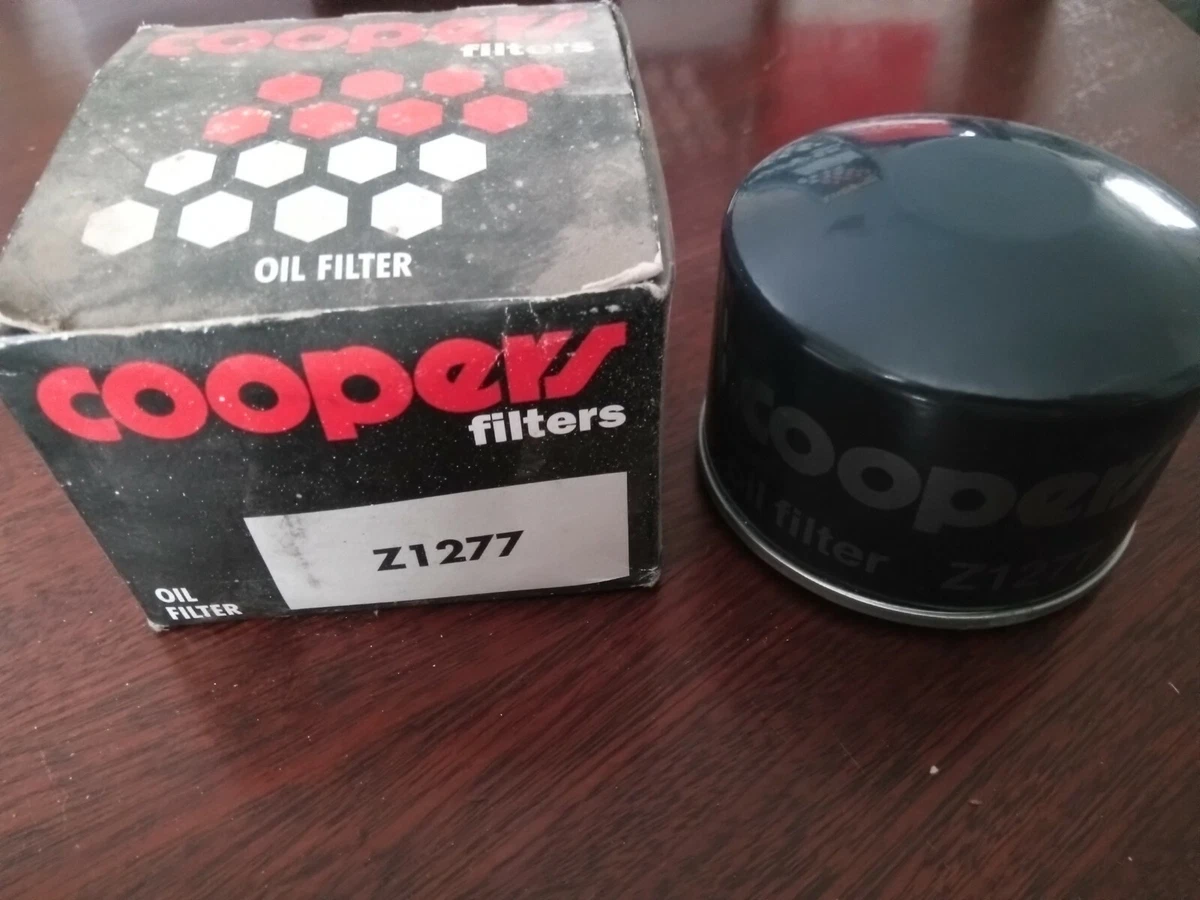 coopers
filters
OIL FILTER
coopers
filters
Z1277
OIL
FILTER
coopers
oil filter Z1277